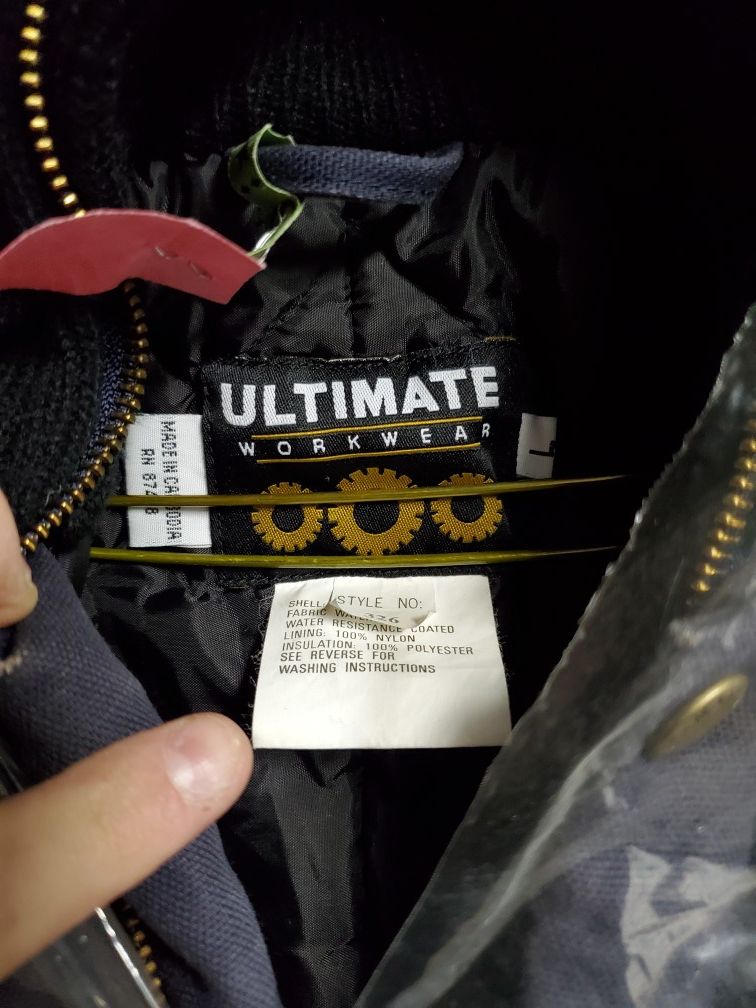 ULTIMATE
WORKWEAR
MADE IN CAMBODIA
RN
L
STYLE NO:
326
SHELL
FABRIC
WATER RESISTANCE COATED
LINING: 100% NYLON
INSULATION: 100% POLYESTER
SEE REVERSE FOR
WASHING INSTRUCTIONS